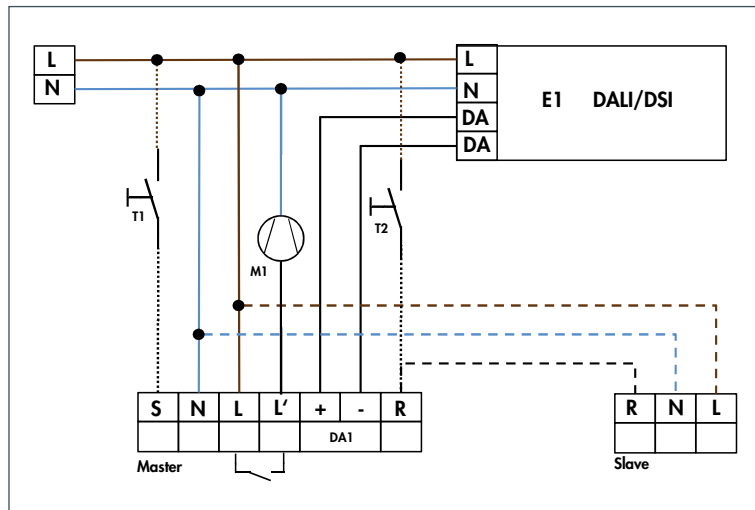 L
N
L
N
DA
DA
E1 DALI/DSI
T1
T2
M1
S N L L‘ + - R
DA1
Master
R N L
Slave